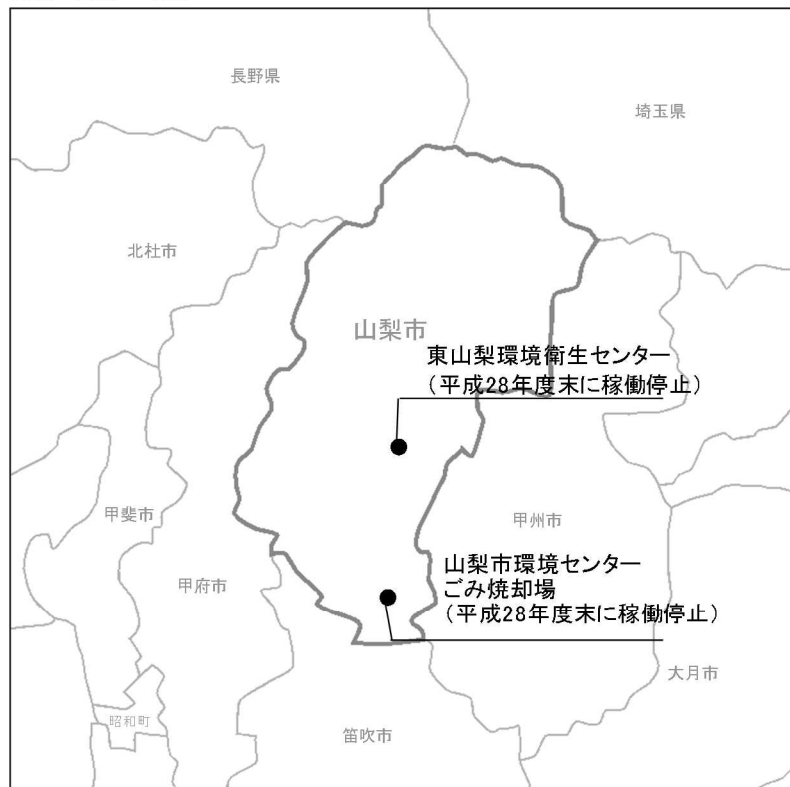 長野県
埼玉県
北杜市
山梨市
東山梨環境衛生センター
(平成28年度末に稼働停止)
甲斐市
甲州市
甲府市
山梨市環境センター
ごみ焼却場
(平成28年度末に稼働停止)
大月市
昭和町
笛吹市